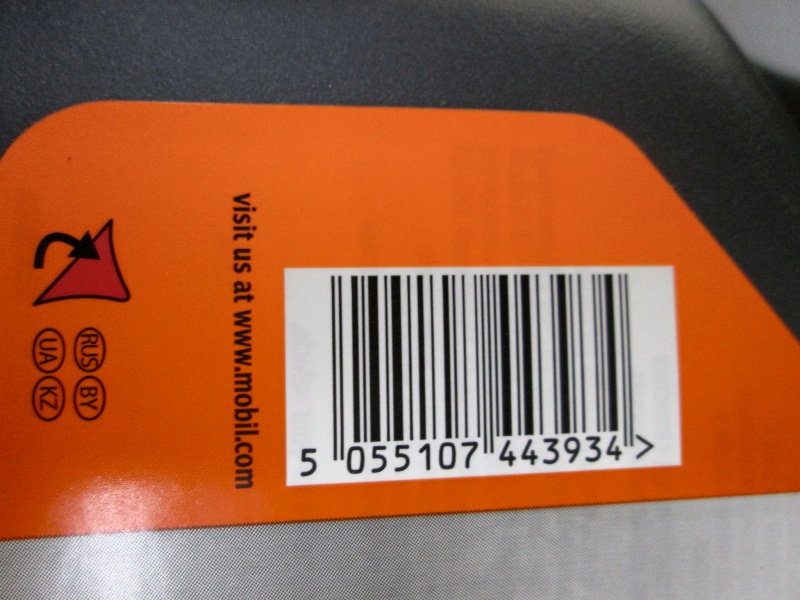 visit us at www.mobil.com
RUS BY
UA KZ
5 055107 443934 >